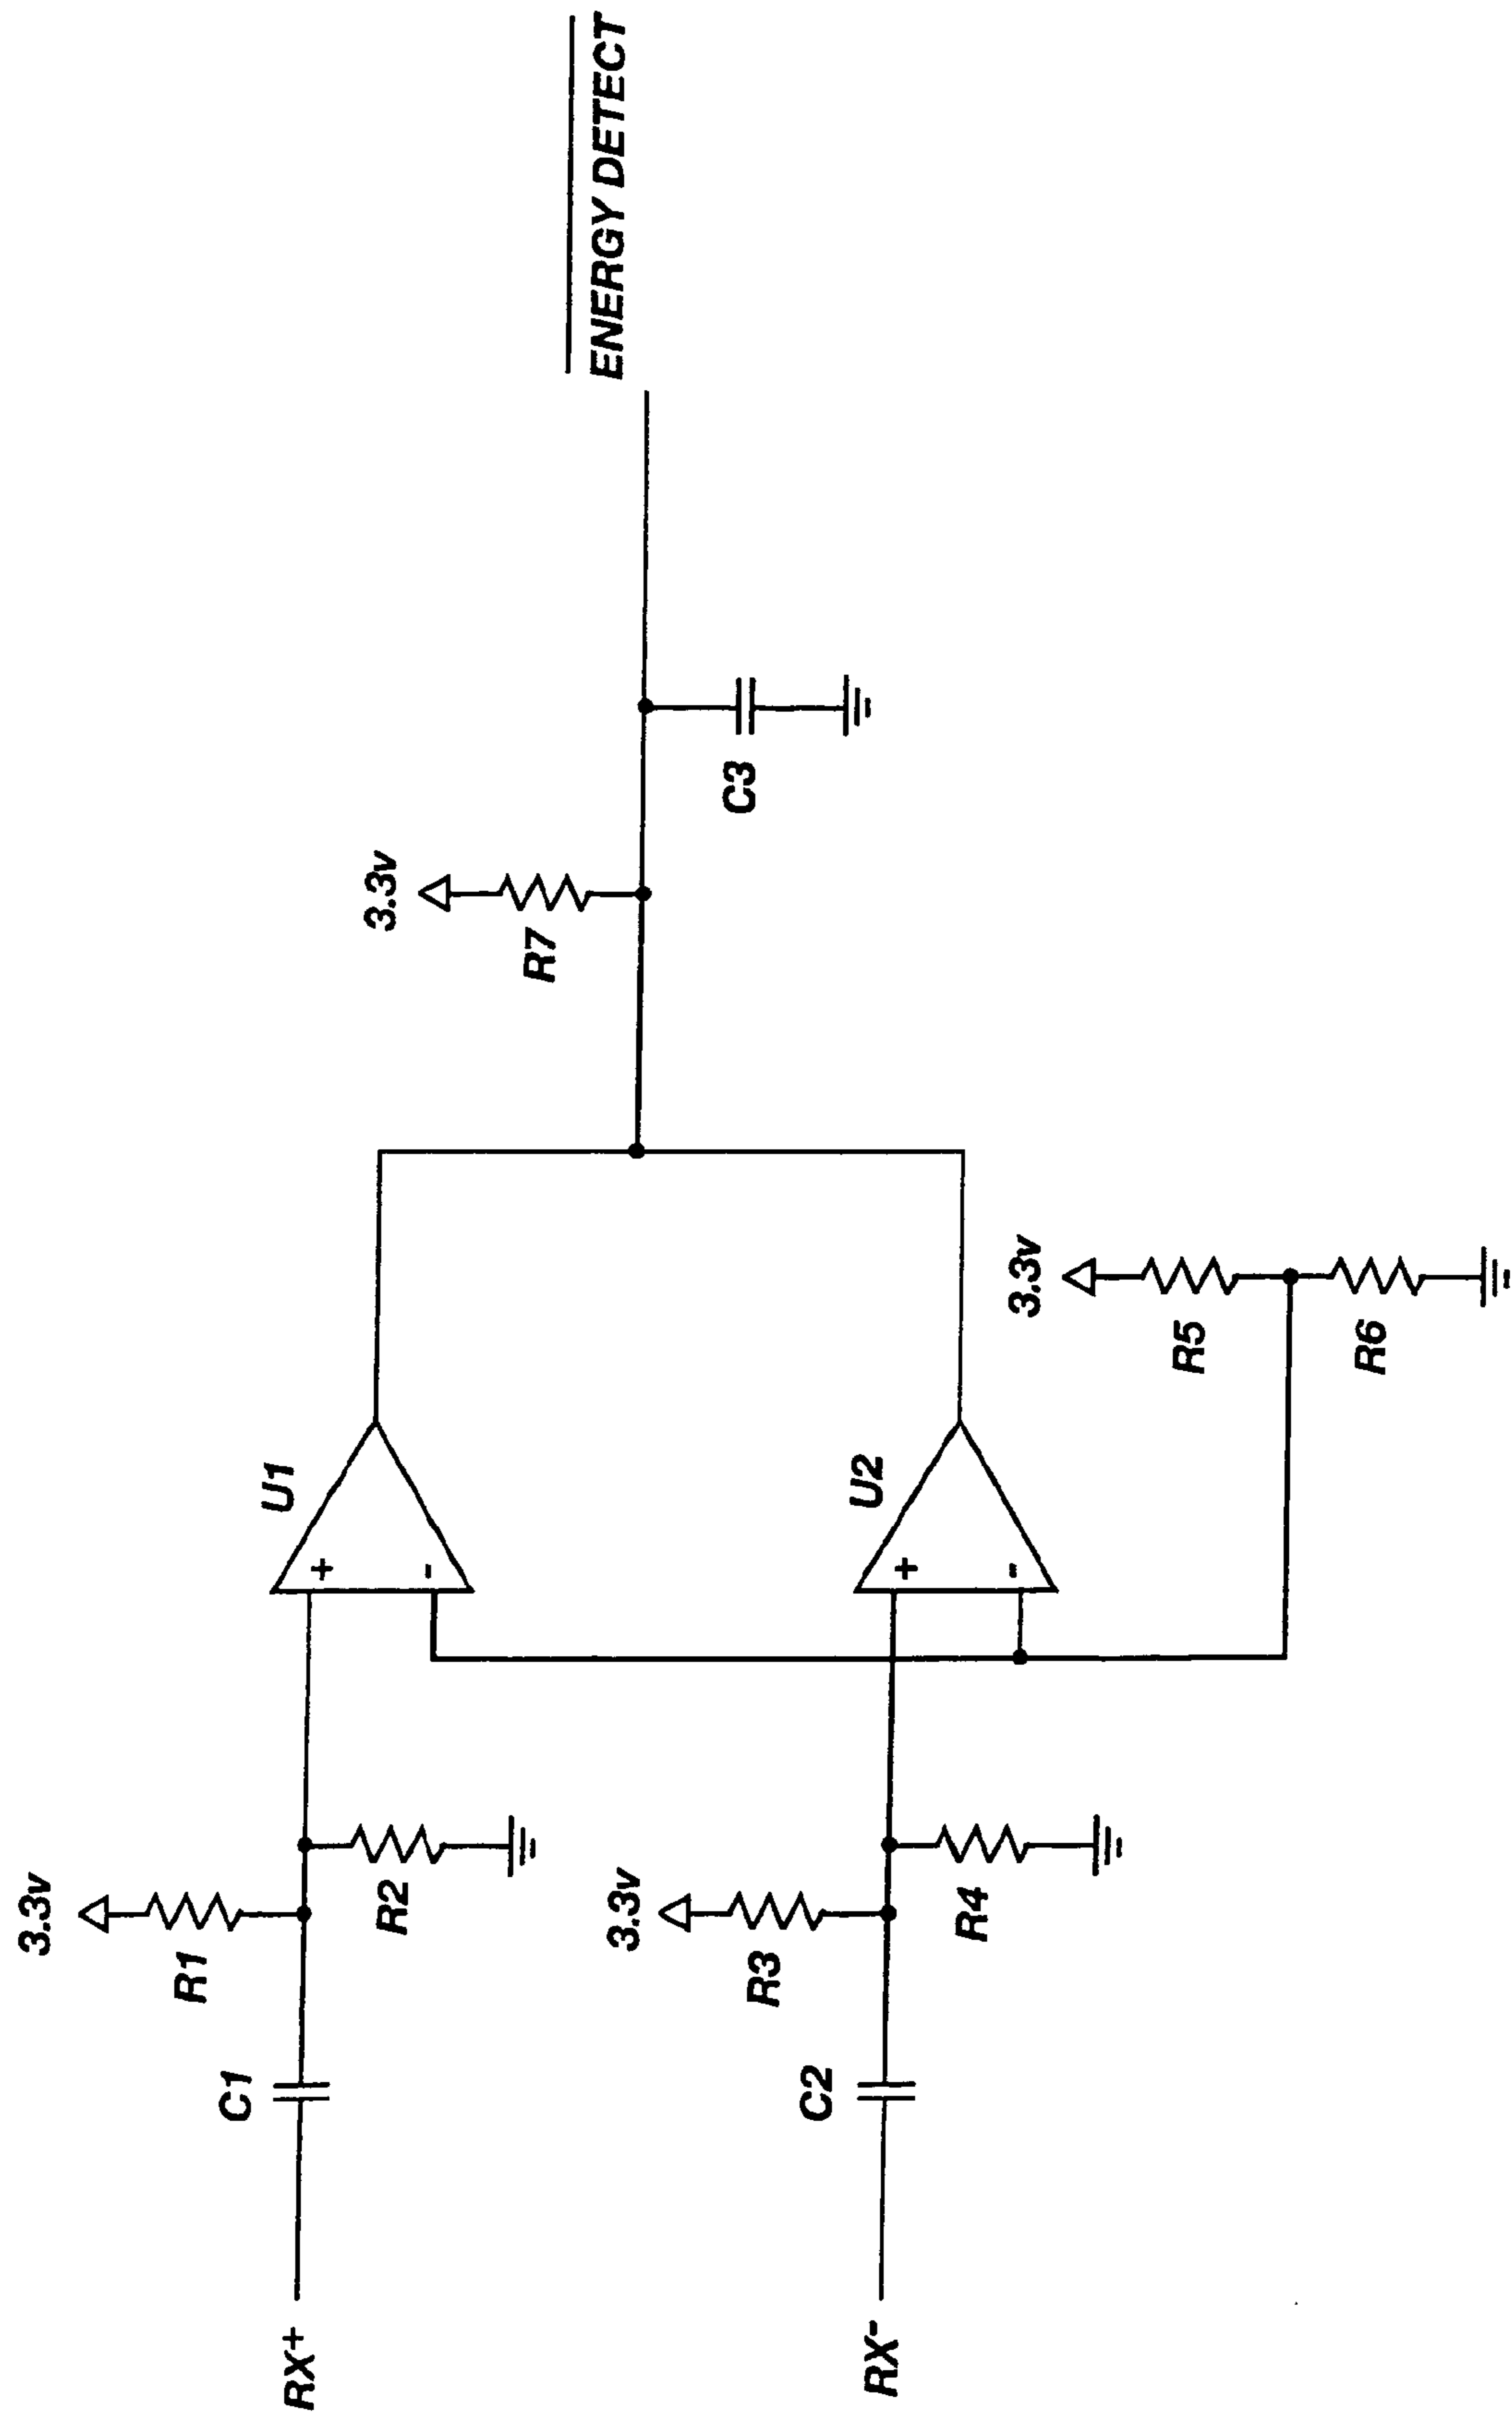 3.3v
R1
C1
R2
RX+
U1
+
-
3.3v
R7
C3
ENERGY DETECT
3.3v
R3
C2
R4
RX-
U2
+
-
3.3v
R5
R6